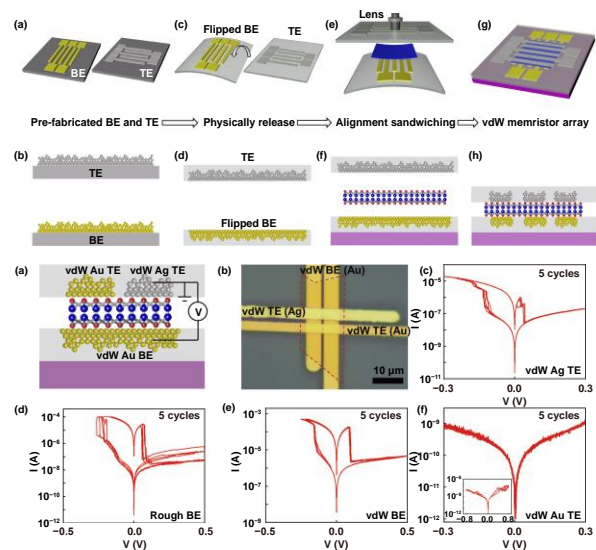 (a) (c) Flipped BE TE (e) Lens (g)
BE TE
Pre-fabricated BE and TE Physically release Alignment sandwiching vdW memristor array
(b) (d) TE (f) (h)
TE
BE Flipped BE
(a) vdW Au TE vdW Ag TE
V
vdW Au BE
(b) vdW BE (Au)
vdW TE (Ag)
vdW TE (Au)
10 μm
(c) 5 cycles
I (A)
10⁻⁵
10⁻⁷
10⁻⁹
10⁻¹¹
vdW Ag TE
−0.3 0.0 0.3
V (V)
(d) 5 cycles
I (A)
10⁻⁴
10⁻⁶
10⁻⁸
10⁻¹⁰
10⁻¹²
Rough BE
−0.5 0.0 0.5
V (V)
(e) 5 cycles
I (A)
10⁻³
10⁻⁵
10⁻⁷
10⁻⁹
vdW BE
−0.5 0.0 0.5
V (V)
(f) 5 cycles
I (A)
10⁻⁹
10⁻¹⁰
10⁻¹¹
10⁻¹²
10⁻⁶
10⁻⁹
10⁻¹²
−0.8 0.0 0.8
vdW Au TE
−0.3 0.0 0.3
V (V)